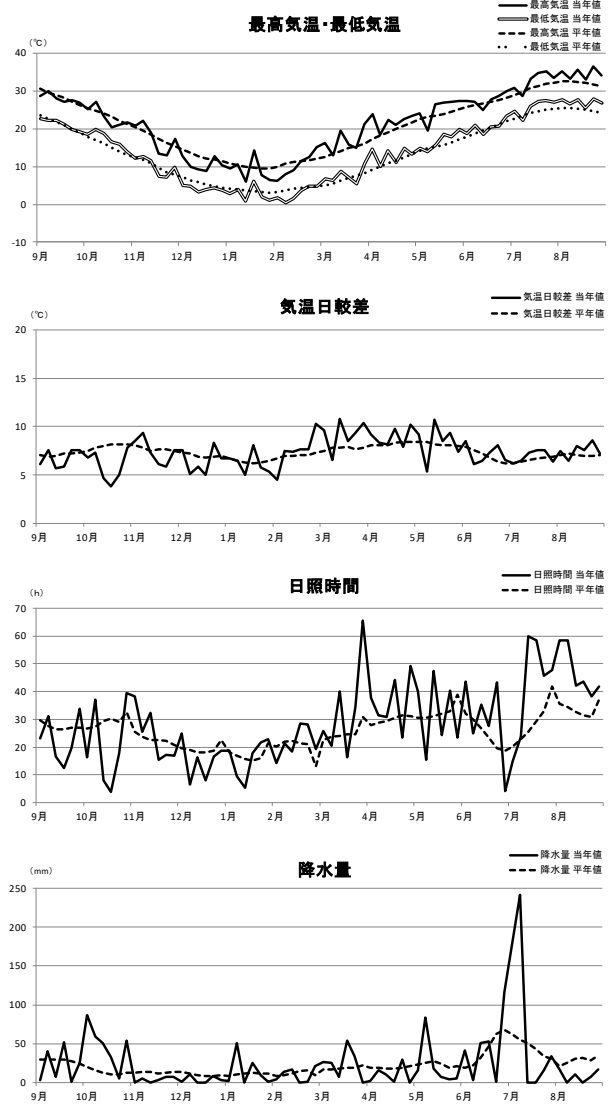 最高気温・最低気温
最高気温 当年値
最低気温 当年値
最高気温 平年値
最低気温 平年値
(℃)
40
30
20
10
0
-10
9月 10月 11月 12月 1月 2月 3月 4月 5月 6月 7月 8月
気温日較差
気温日較差 当年値
気温日較差 平年値
(℃)
20
15
10
5
0
9月 10月 11月 12月 1月 2月 3月 4月 5月 6月 7月 8月
日照時間
日照時間 当年値
日照時間 平年値
(h)
70
60
50
40
30
20
10
0
9月 10月 11月 12月 1月 2月 3月 4月 5月 6月 7月 8月
降水量
降水量 当年値
降水量 平年値
(mm)
250
200
150
100
50
0
9月 10月 11月 12月 1月 2月 3月 4月 5月 6月 7月 8月